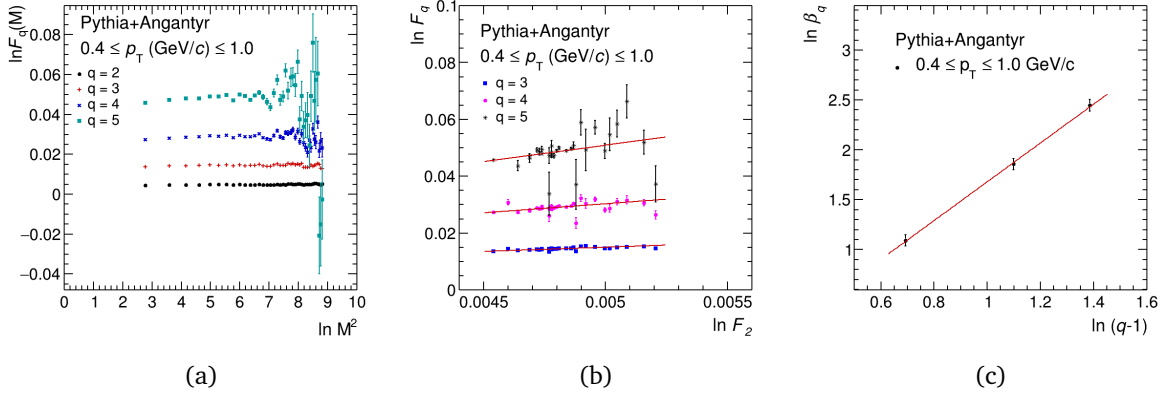 lnF_q(M)
0.08
0.06
0.04
0.02
0
−0.02
−0.04
Pythia+Angantyr
0.4 ≤ p_T (GeV/c) ≤ 1.0
q = 2
q = 3
q = 4
q = 5
0 1 2 3 4 5 6 7 8 9 10
ln M²
(a)
ln F_q
0.1
0.08
0.06
0.04
0.02
0
Pythia+Angantyr
0.4 ≤ p_T (GeV/c) ≤ 1.0
q = 3
q = 4
q = 5
0.0045 0.005 0.0055
ln F_2
(b)
ln β_q
3
2.5
2
1.5
1
Pythia+Angantyr
0.4 ≤ p_T ≤ 1.0 GeV/c
0.6 0.8 1 1.2 1.4 1.6
ln (q-1)
(c)